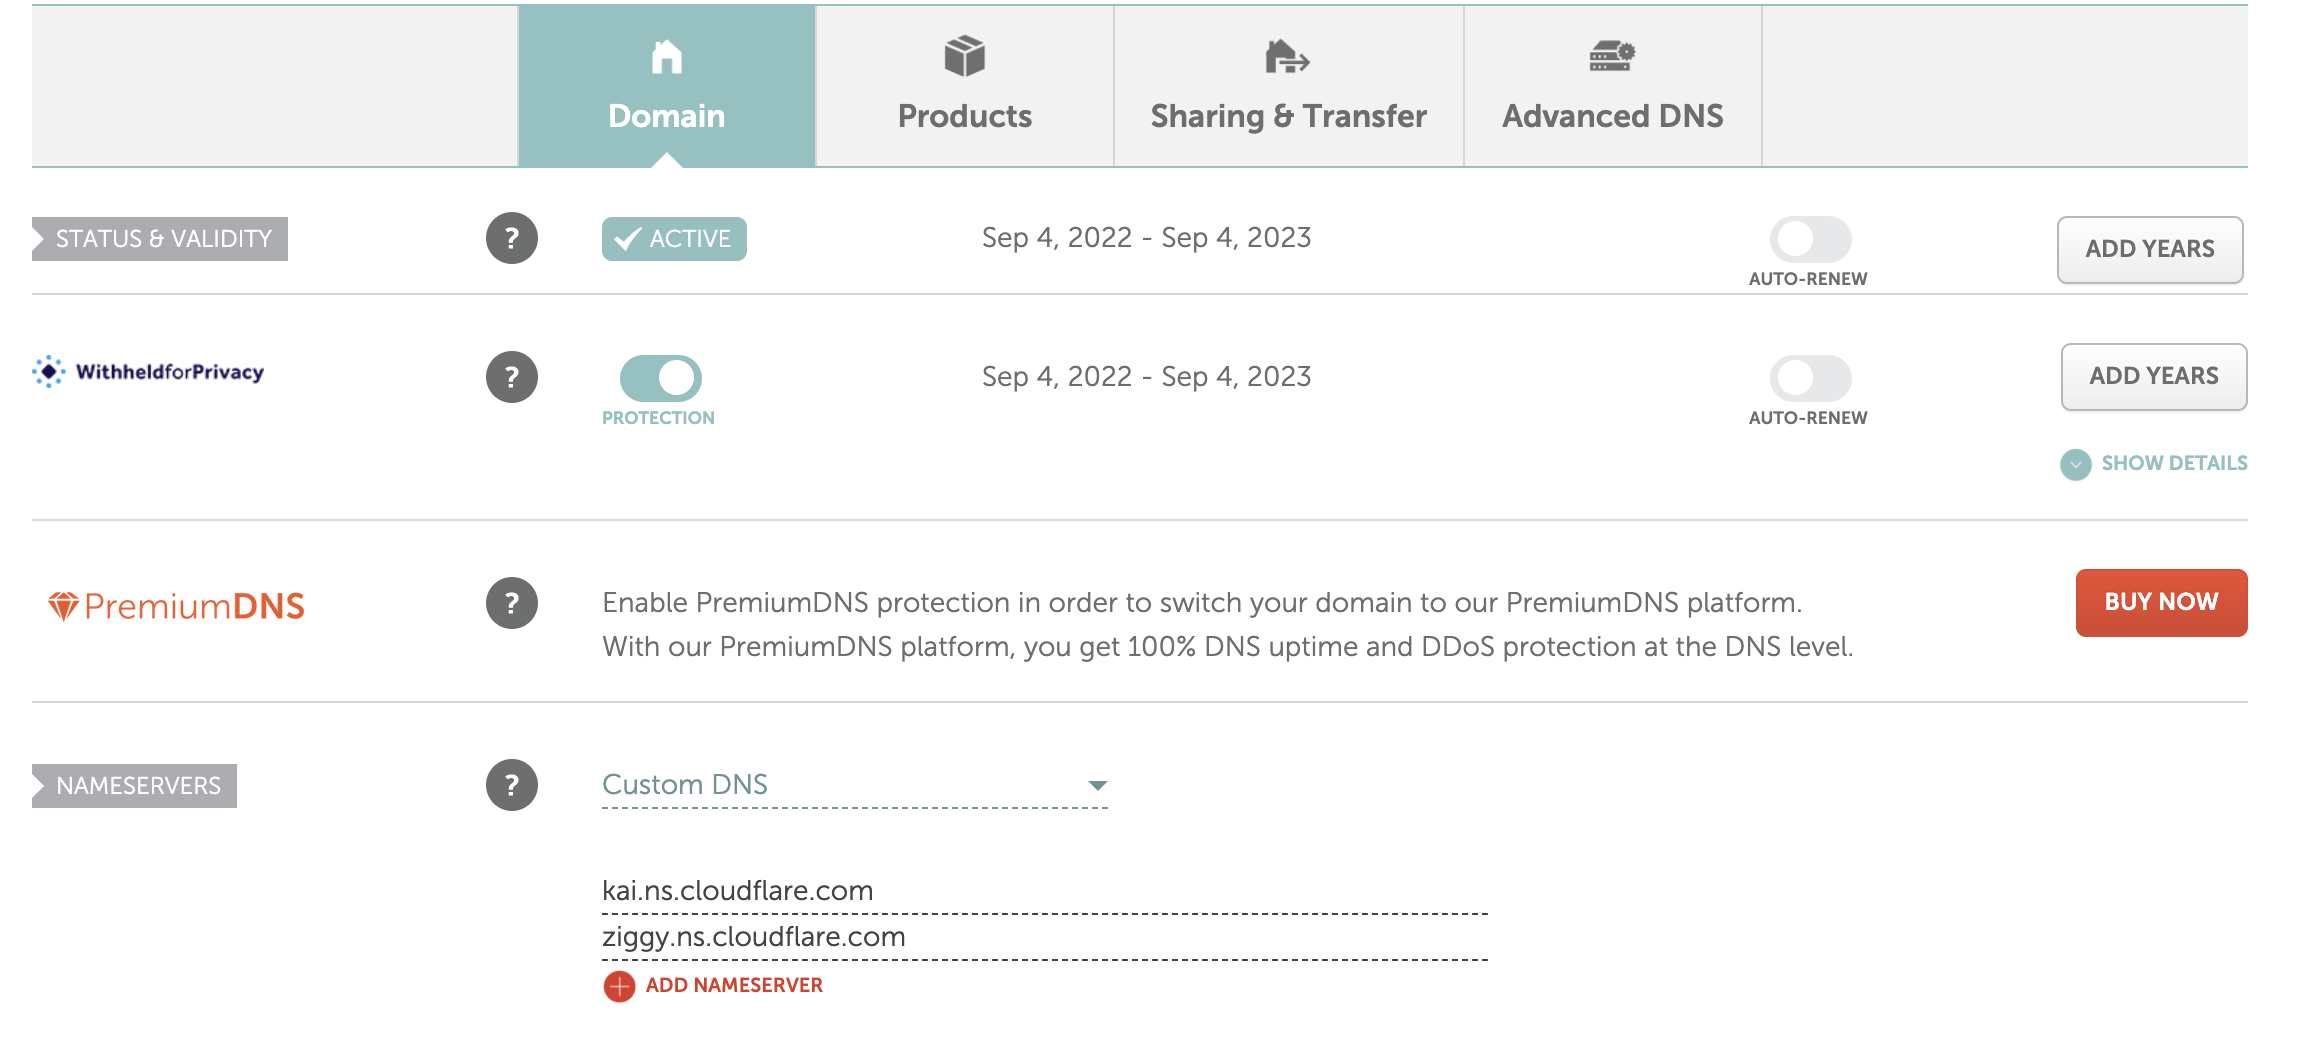 Domain
Products
Sharing & Transfer
Advanced DNS
STATUS & VALIDITY
?
ACTIVE
Sep 4, 2022 - Sep 4, 2023
AUTO-RENEW
ADD YEARS
WithheldforPrivacy
?
PROTECTION
Sep 4, 2022 - Sep 4, 2023
AUTO-RENEW
ADD YEARS
SHOW DETAILS
PremiumDNS
?
Enable PremiumDNS protection in order to switch your domain to our PremiumDNS platform.
With our PremiumDNS platform, you get 100% DNS uptime and DDoS protection at the DNS level.
BUY NOW
NAMESERVERS
?
Custom DNS
kai.ns.cloudflare.com
ziggy.ns.cloudflare.com
ADD NAMESERVER